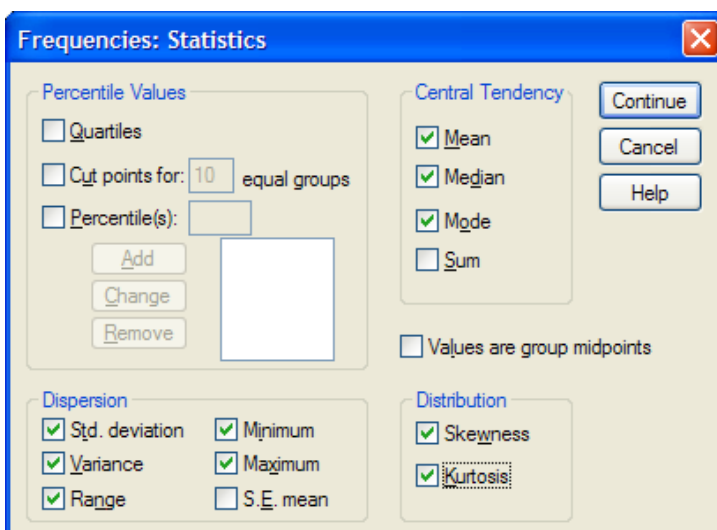 Frequencies: Statistics
Percentile Values
Quartiles
Cut points for: 10 equal groups
Percentile(s):
Add
Change
Remove
Central Tendency
Mean
Median
Mode
Sum
Continue
Cancel
Help
Values are group midpoints
Dispersion
Std. deviation Minimum
Variance Maximum
Range S.E. mean
Distribution
Skewness
Kurtosis